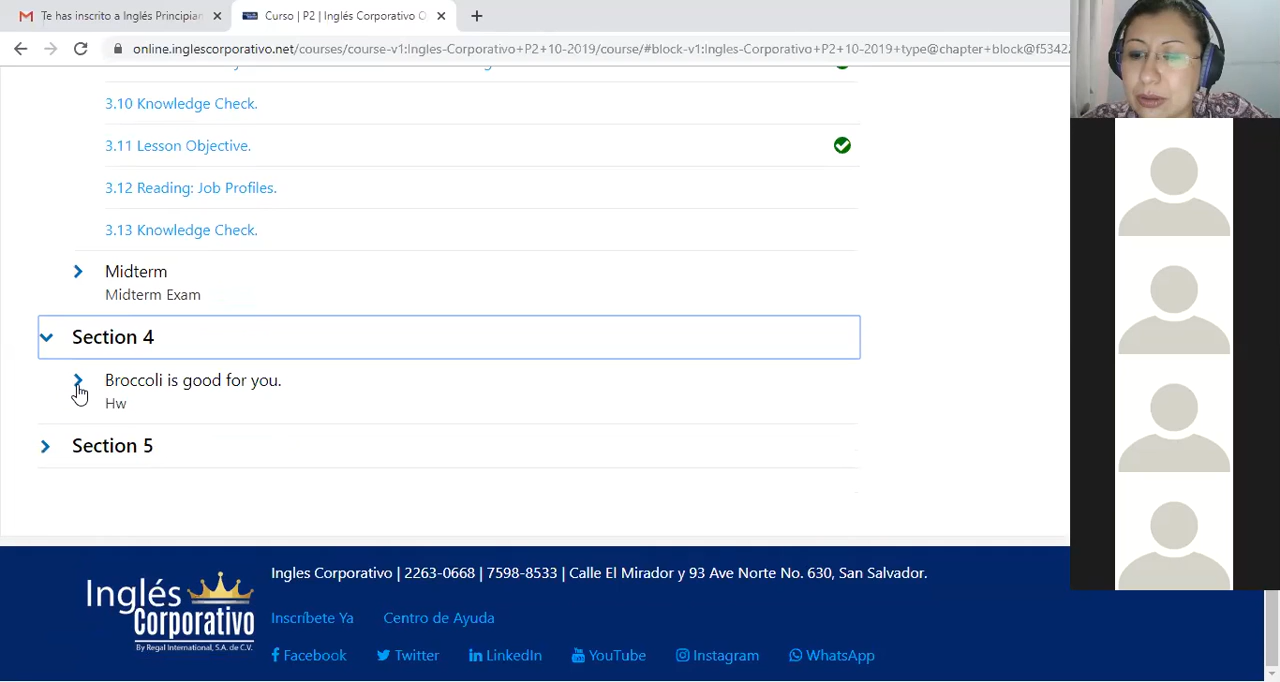 Te has inscrito a Inglés Principian
Curso | P2 | Inglés Corporativo O
online.inglescorporativo.net/courses/course-v1:Ingles-Corporativo+P2+10-2019/course/#block-v1:Ingles-Corporativo+P2+10-2019+type@chapter+block@f5342
3.10 Knowledge Check.
3.11 Lesson Objective.
3.12 Reading: Job Profiles.
3.13 Knowledge Check.
Midterm
Midterm Exam
Section 4
Broccoli is good for you.
Hw
Section 5
Inglés
Corporativo
By Regal International, S.A. de C.V.
Ingles Corporativo | 2263-0668 | 7598-8533 | Calle El Mirador y 93 Ave Norte No. 630, San Salvador.
Inscríbete Ya Centro de Ayuda
Facebook Twitter LinkedIn YouTube Instagram WhatsApp